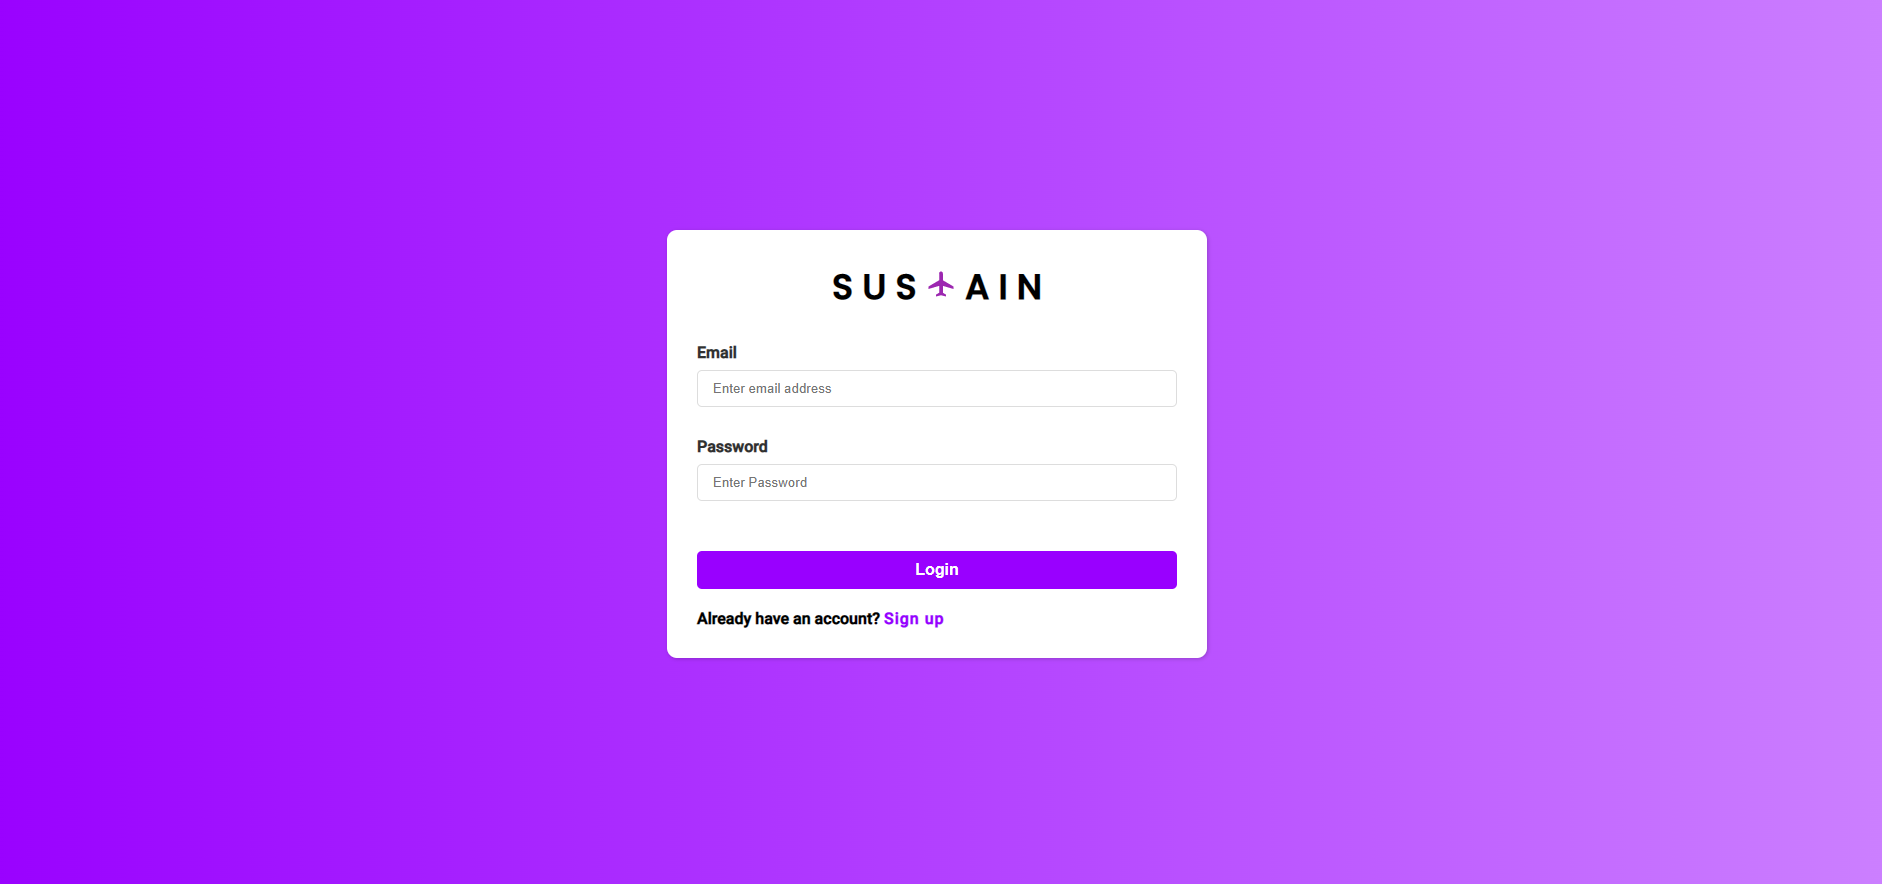 SUS AIN
Email
Enter email address
Password
Enter Password
Login
Already have an account? Sign up